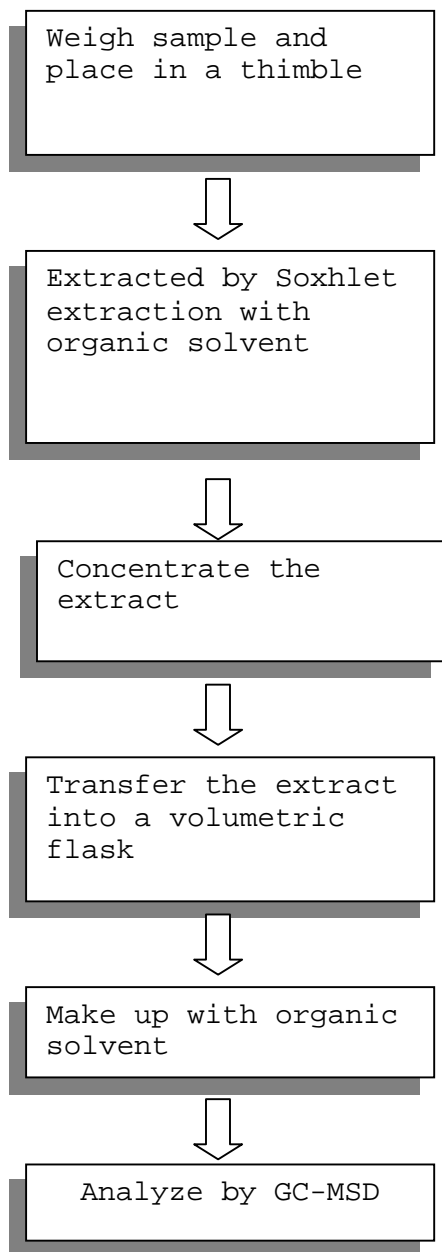 Weigh sample and
place in a thimble
Extracted by Soxhlet
extraction with
organic solvent
Concentrate the
extract
Transfer the extract
into a volumetric
flask
Make up with organic
solvent
Analyze by GC-MSD